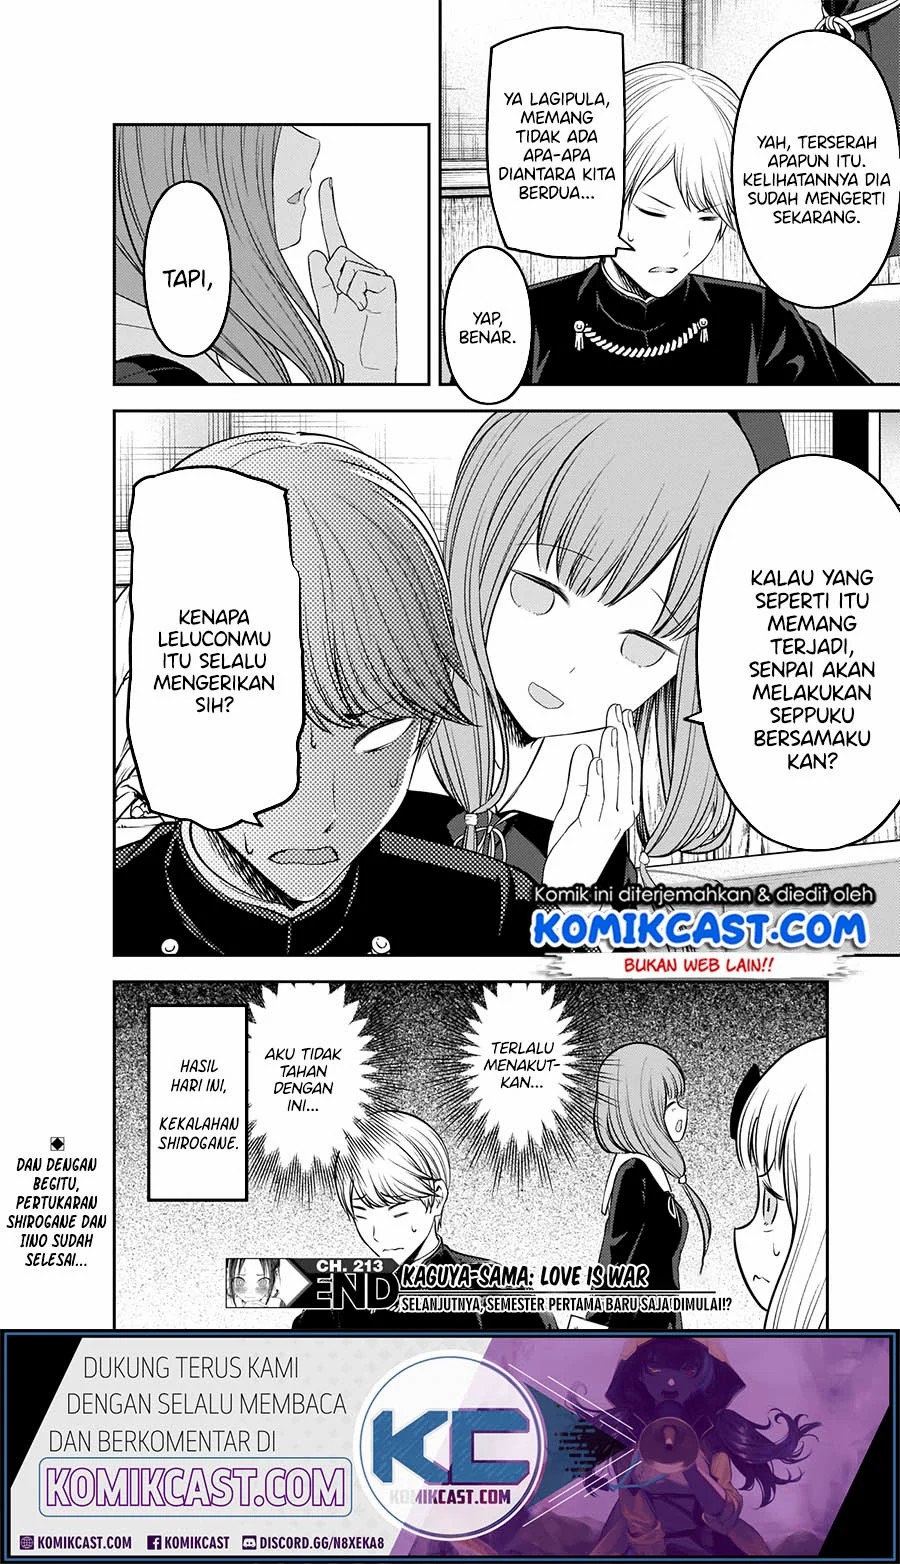 YAH, TERSERAH
APAPUN ITU.
KELIHATANNYA DIA
SUDAH MENGERTI
SEKARANG.
YA LAGIPULA,
MEMANG
TIDAK ADA
APA-APA
DIANTARA KITA
BERDUA...
YAP,
BENAR.
TAPI,
KALAU YANG
SEPERTI ITU
MEMANG
TERJADI,
SENPAI AKAN
MELAKUKAN
SEPPUKU
BERSAMAKU
KAN?
KENAPA
LELUCONMU
ITU SELALU
MENGERIKAN
SIH?
Komik ini diterjemahkan & diedit oleh
KOMIKCAST.COM
BUKAN WEB LAIN!!
TERLALU
MENAKUT-
KAN...
AKU TIDAK
TAHAN
DENGAN
INI...
HASIL
HARI INI,
KEKALAHAN
SHIROGANE.
DAN DENGAN
BEGITU,
PERTUKARAN
SHIROGANE DAN
IINO SUDAH
SELESAI...
CH. 213
END
KAGUYA-SAMA: LOVE IS WAR
SELANJUTNYA, SEMESTER PERTAMA BARU SAJA DIMULAI!?
DUKUNG TERUS KAMI
DENGAN SELALU MEMBACA
DAN BERKOMENTAR DI
KOMIKCAST.COM
KC
KOMIKCAST.COM
KOMIKCAST.COM
KOMIKCAST
DISCORD.GG/N8XEKA8